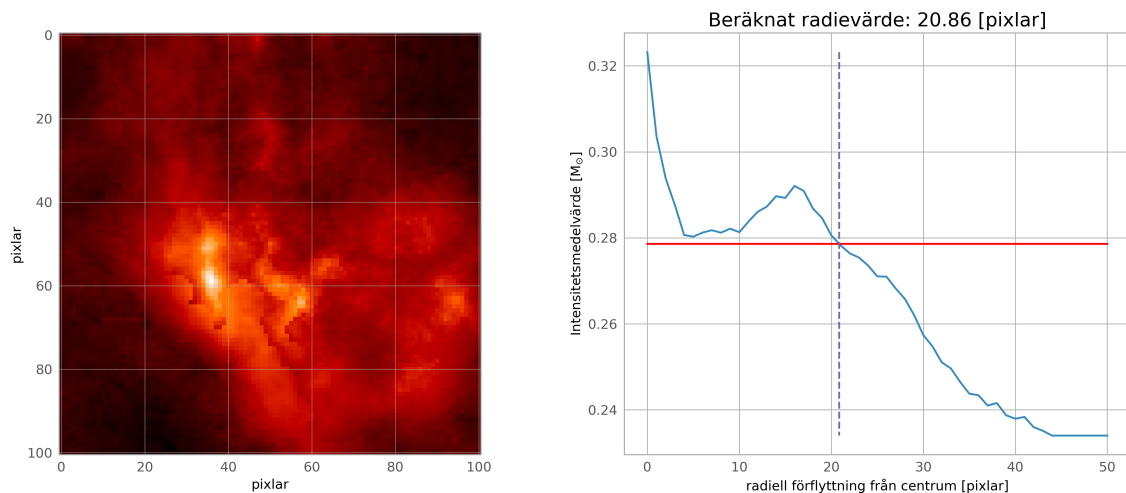 0
20
40
60
80
100
pixlar
0 20 40 60 80 100
pixlar
Beräknat radievärde: 20.86 [pixlar]
0.32
0.30
0.28
0.26
0.24
Intensitetsmedelvärde [M☉]
0 10 20 30 40 50
radiell förflyttning från centrum [pixlar]